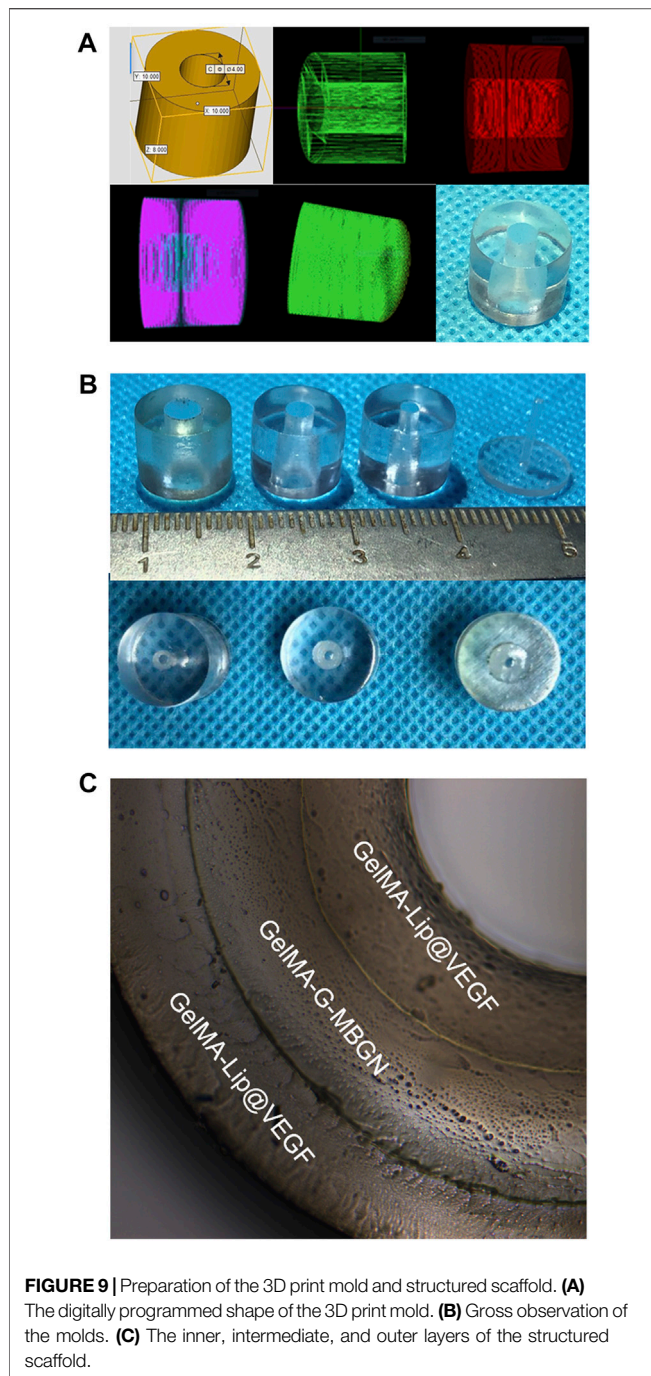 A
C Φ Ø4.00
Y: 10.000
X: 10.000
Z: 8.000
B
1 2 3 4 5
C
GelMA-Lip@VEGF
GelMA-G-MBGN
GelMA-Lip@VEGF
FIGURE 9 | Preparation of the 3D print mold and structured scaffold. (A)
The digitally programmed shape of the 3D print mold. (B) Gross observation of
the molds. (C) The inner, intermediate, and outer layers of the structured
scaffold.